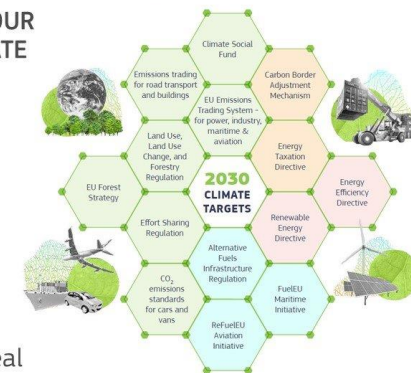 OUR
ATE
Climate Social
Fund
Emissions trading
for road transport
and buildings
Carbon Border
Adjustment
Mechanism
EU Emissions
Trading System -
for power, industry,
maritime &
aviation
Land Use,
Land Use
Change, and
Forestry
Regulation
Energy
Taxation
Directive
EU Forest
Strategy
2030
CLIMATE
TARGETS
Energy
Efficiency
Directive
Effort Sharing
Regulation
Renewable
Energy
Directive
Alternative
Fuels
Infrastructure
Regulation
CO2
emissions
standards
for cars and
vans
FuelEU
Maritime
Initiative
ReFuelEU
Aviation
Initiative
eal